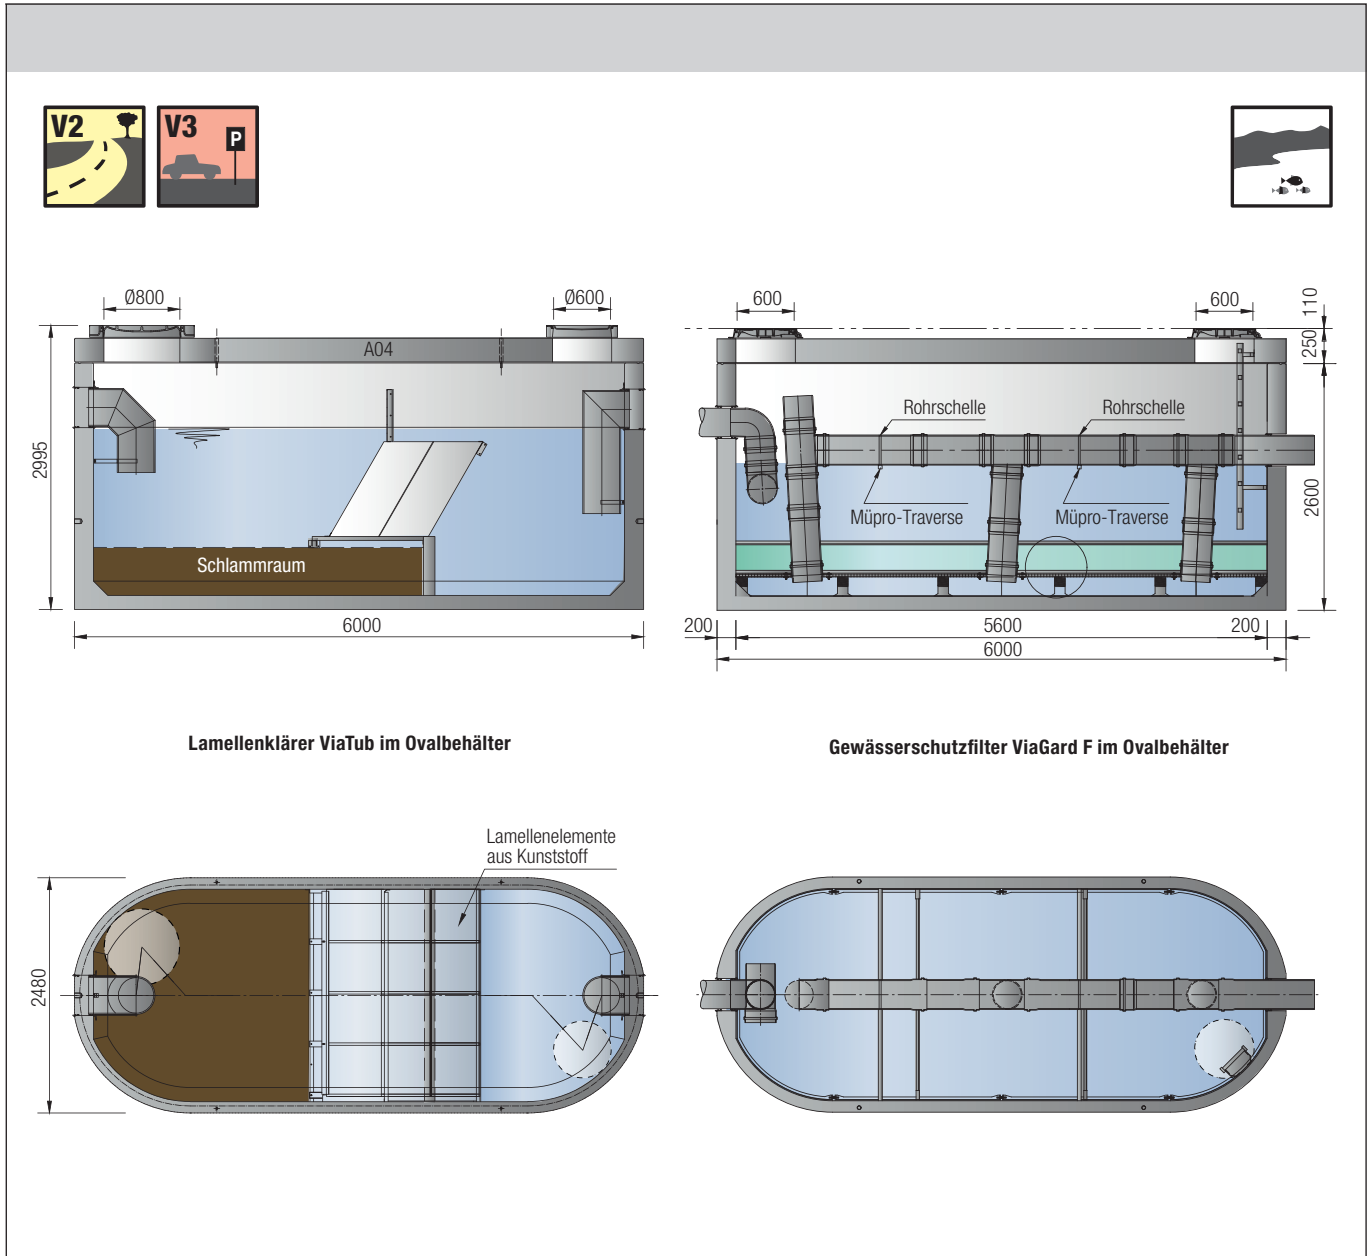 V2
V3
P
Ø800
Ø600
A04
2995
Schlammraum
6000
600
600
110
250
2600
Rohrschelle
Rohrschelle
Müpro-Traverse
Müpro-Traverse
200
5600
200
6000
Lamellenklärer ViaTub im Ovalbehälter
Gewässerschutzfilter ViaGard F im Ovalbehälter
Lamellenelemente
aus Kunststoff
2480